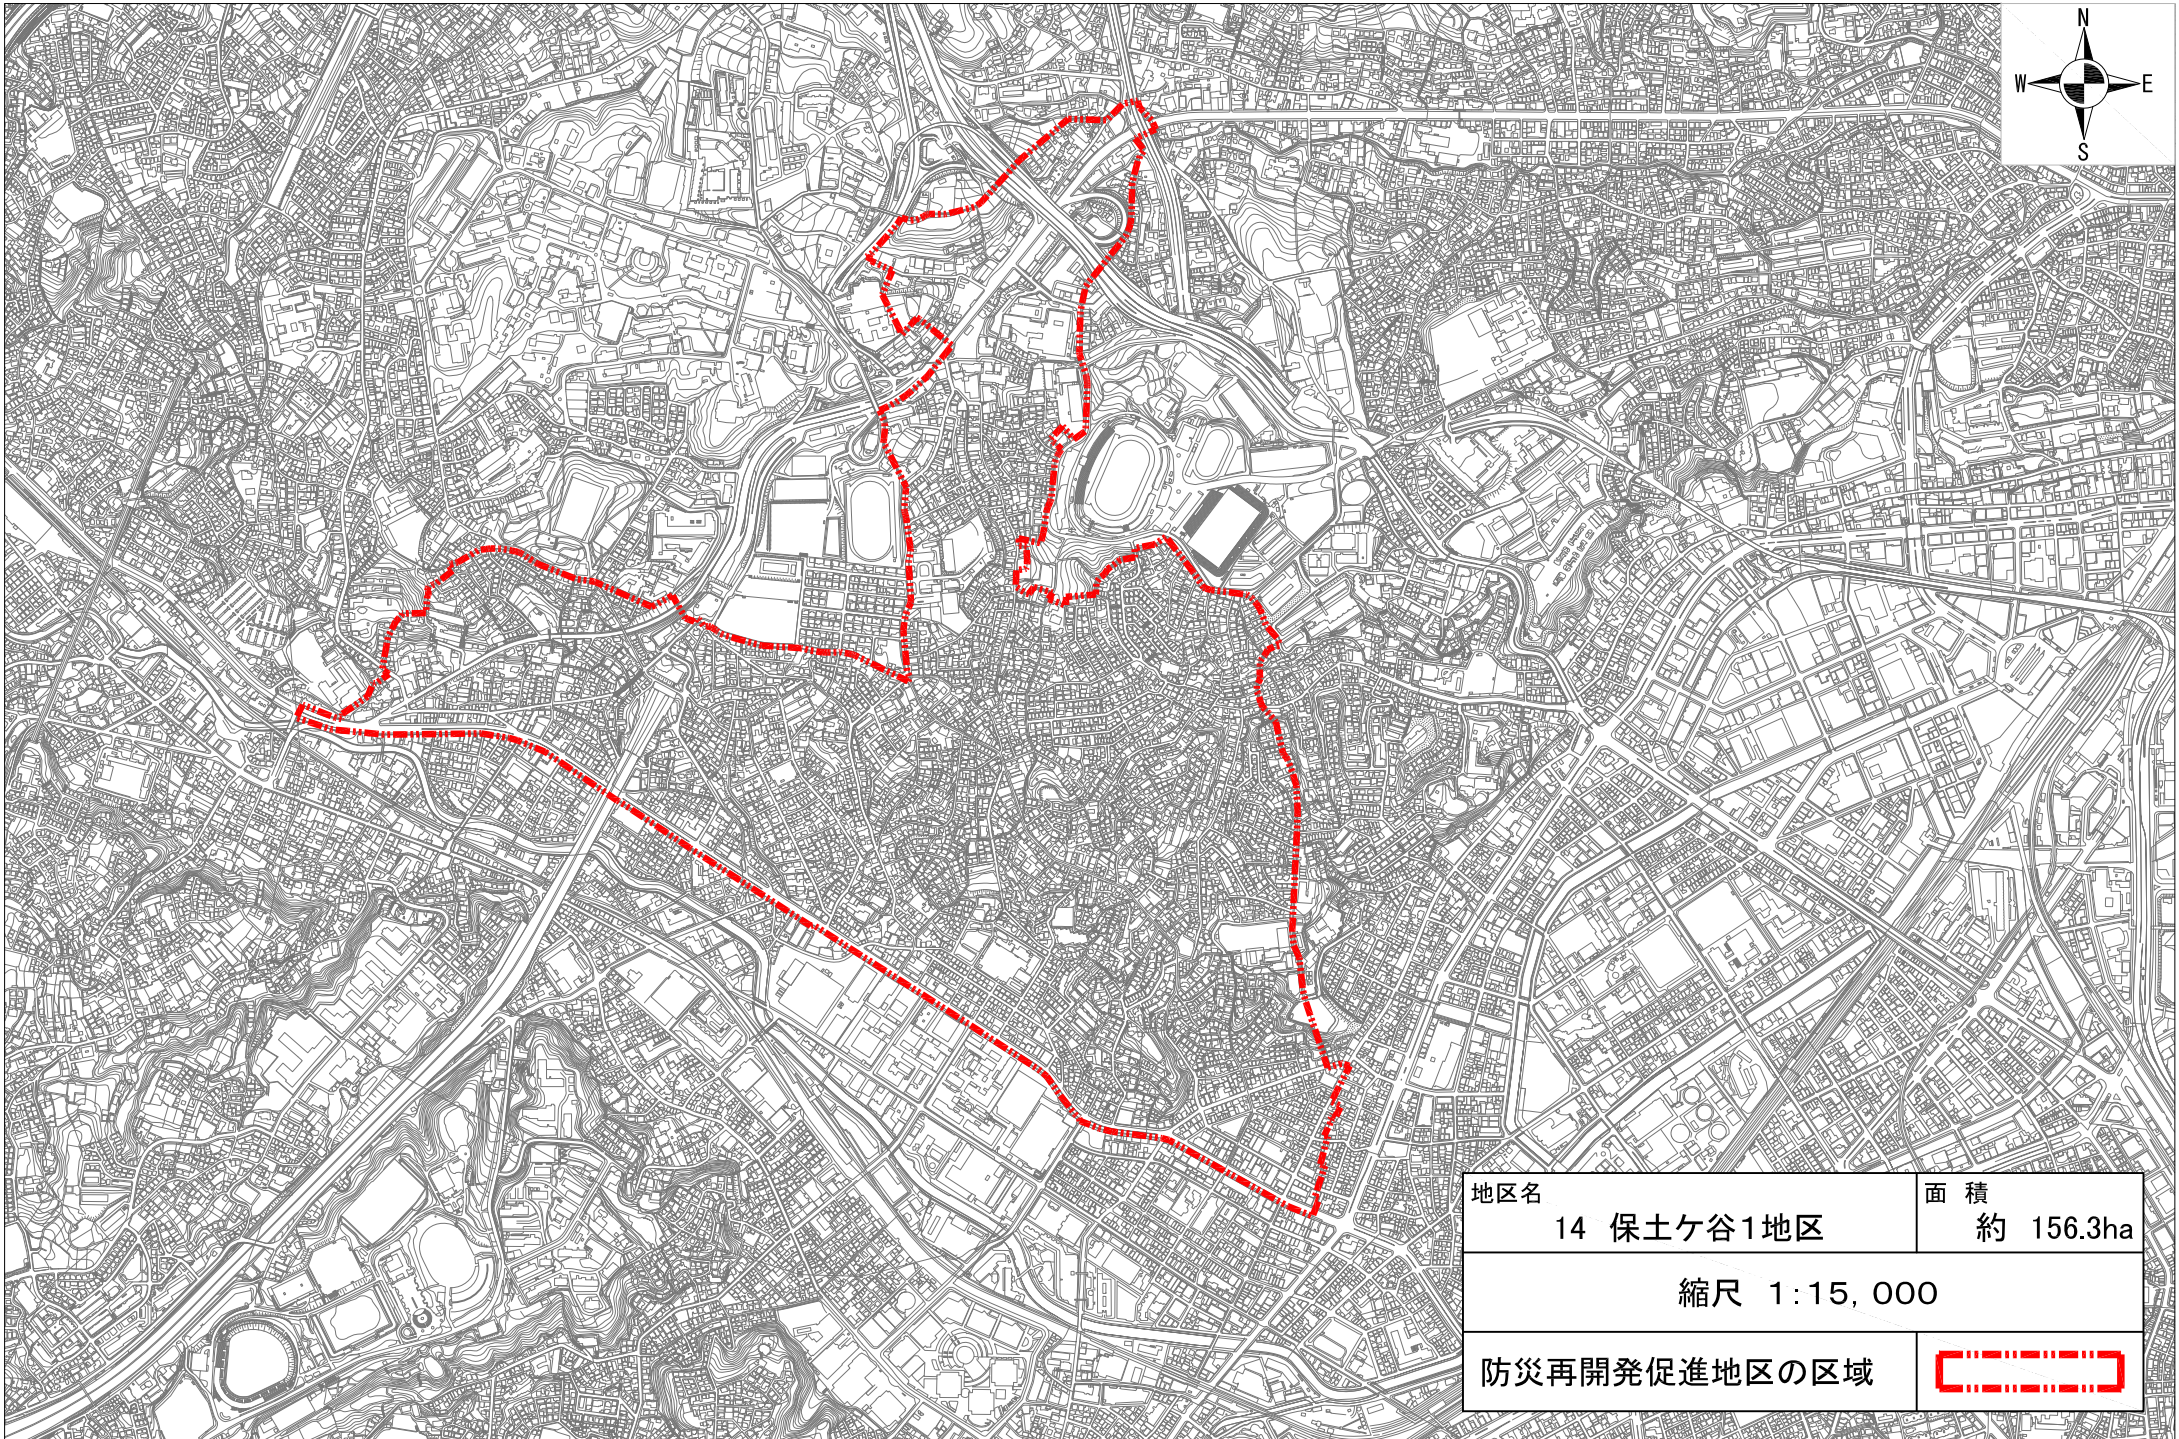 N
W E
S
地区名
14 保土ケ谷1地区
面 積
約 156.3ha
縮尺 1:15,000
防災再開発促進地区の区域